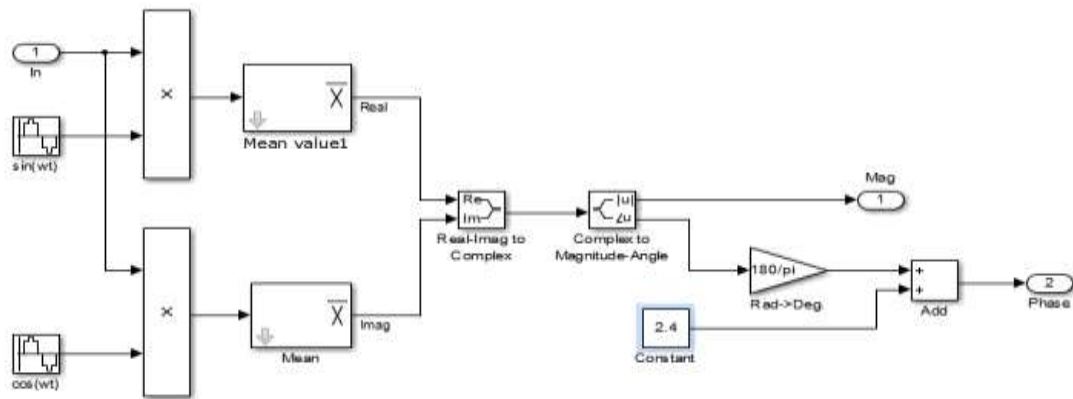 1
In
sin(wt)
×
X
Mean value1
Real
×
X
Mean
Imag
cos(wt)
Re
Im
Real-Imag to
Complex
|u|
∠u
Complex to
Magnitude-Angle
Mag
1
180/pi
Rad->Deg.
2.4
Constant
+
+
Add
2
Phase